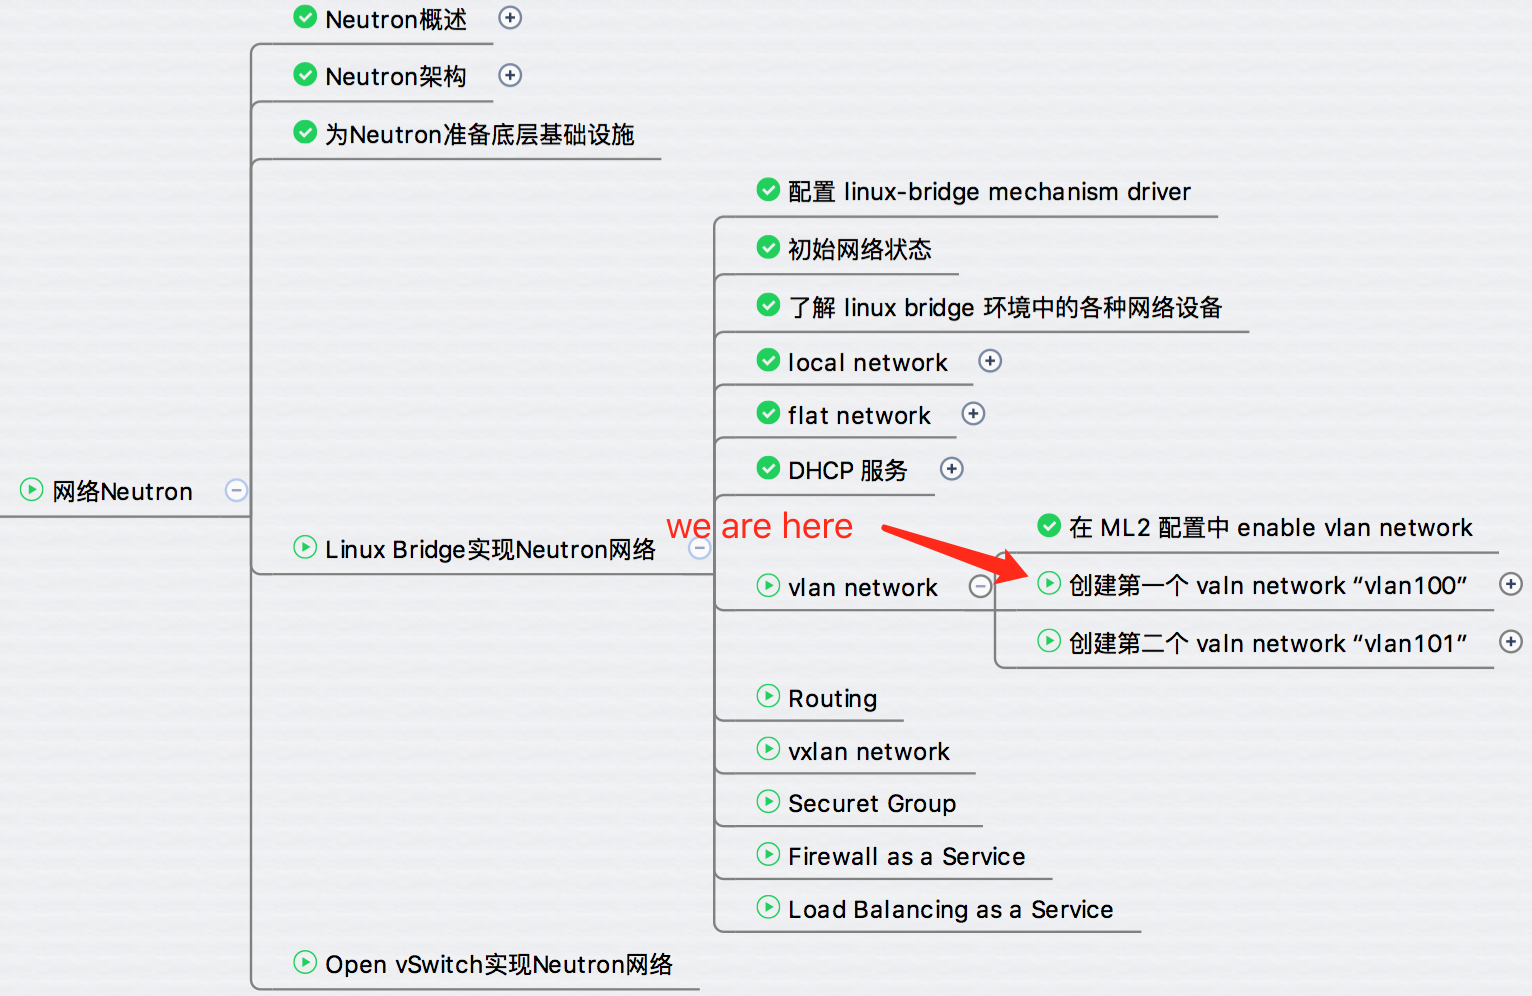 Neutron概述
Neutron架构
为Neutron准备底层基础设施
配置 linux-bridge mechanism driver
初始网络状态
了解 linux bridge 环境中的各种网络设备
local network
flat network
DHCP 服务
网络Neutron
we are here
在 ML2 配置中 enable vlan network
Linux Bridge实现Neutron网络
vlan network
创建第一个 valn network “vlan100”
创建第二个 valn network “vlan101”
Routing
vxlan network
Securet Group
Firewall as a Service
Load Balancing as a Service
Open vSwitch实现Neutron网络